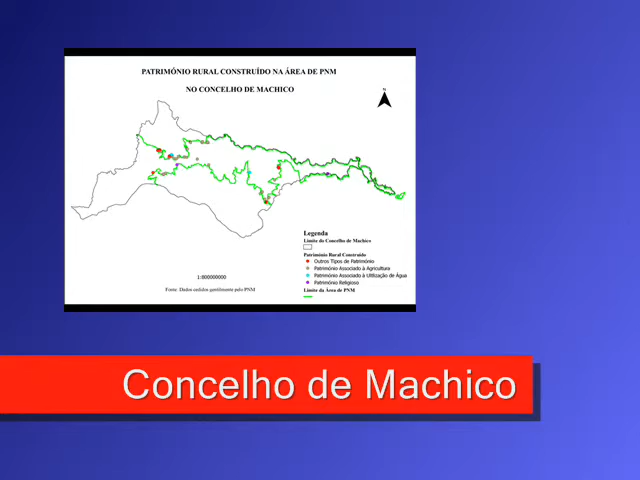 PATRIMÓNIO RURAL CONSTRUÍDO NA ÁREA DE PNM
NO CONCELHO DE MACHICO
N
Legenda
Limite do Concelho de Machico
Património Rural Construído
Outros Tipos de Património
Património Associado à Agricultura
Património Associado à Utilização de Água
Património Religioso
Limite da Área de PNM
1:800000000
Fonte: Dados cedidos gentilmente pelo PNM
Concelho de Machico